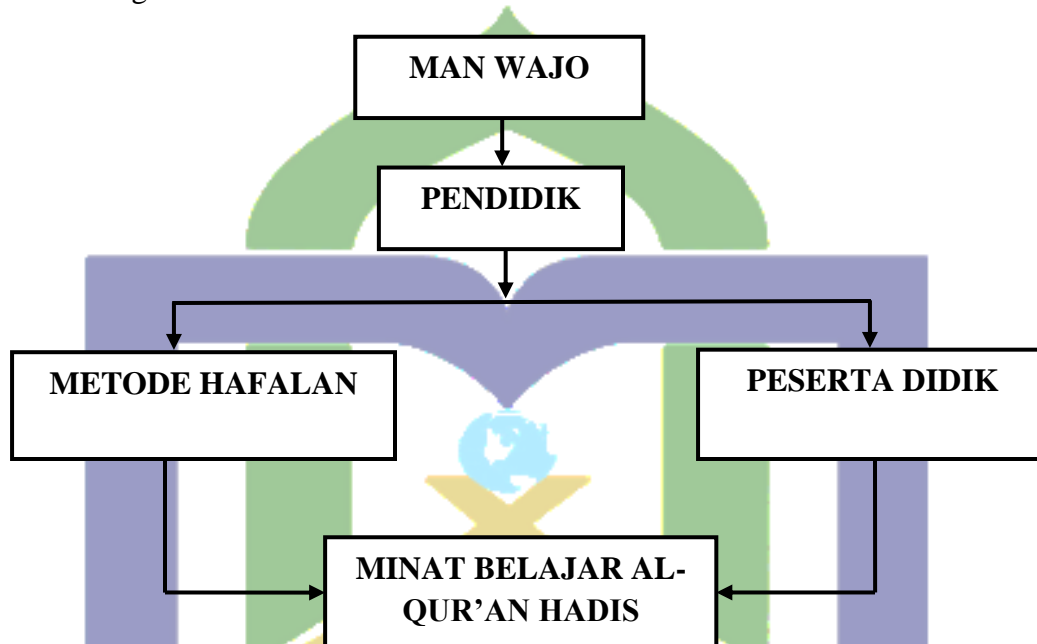 MAN WAJO
PENDIDIK
METODE HAFALAN
PESERTA DIDIK
MINAT BELAJAR AL-
QUR’AN HADIS